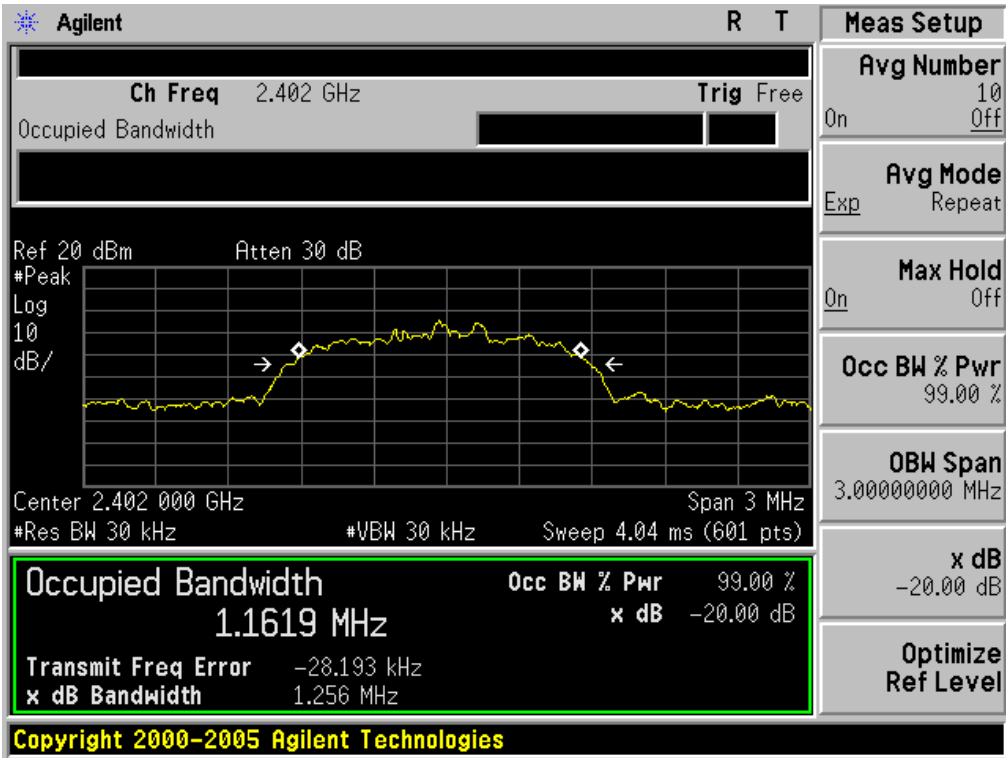 Agilent R T
Ch Freq 2.402 GHz Trig Free
Occupied Bandwidth
Ref 20 dBm Atten 30 dB
#Peak
Log
10
dB/
Center 2.402 000 GHz Span 3 MHz
#Res BW 30 kHz #VBW 30 kHz Sweep 4.04 ms (601 pts)
Occupied Bandwidth Occ BW % Pwr 99.00 %
1.1619 MHz x dB -20.00 dB
Transmit Freq Error -28.193 kHz
x dB Bandwidth 1.256 MHz
Copyright 2000-2005 Agilent Technologies
Meas Setup
Avg Number
10
On Off
Avg Mode
Exp Repeat
Max Hold
On Off
Occ BW % Pwr
99.00 %
OBW Span
3.00000000 MHz
x dB
-20.00 dB
Optimize
Ref Level